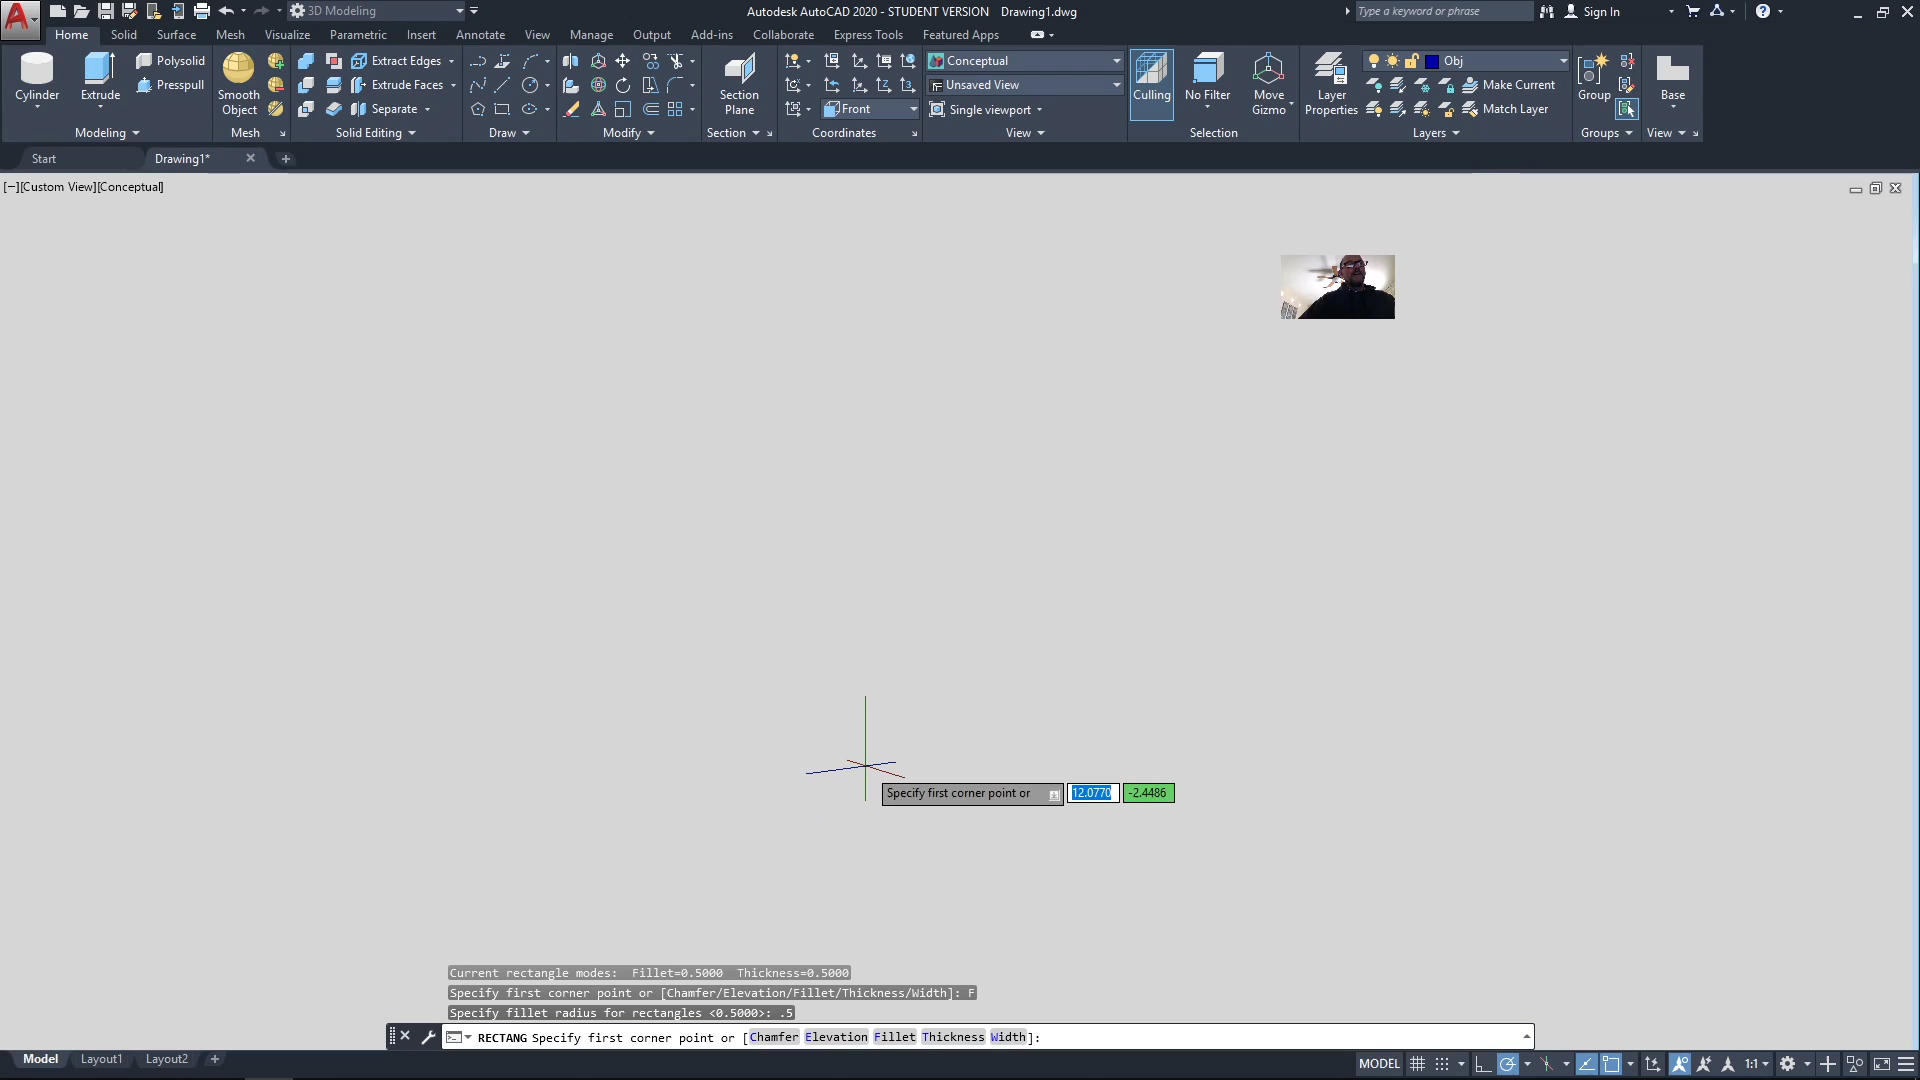 3D Modeling
Autodesk AutoCAD 2020 - STUDENT VERSION Drawing1.dwg
Type a keyword or phrase
Sign In
Home Solid Surface Mesh Visualize Parametric Insert Annotate View Manage Output Add-ins Collaborate Express Tools Featured Apps
Polysolid Extract Edges Conceptual Obj
Cylinder Extrude Presspull Smooth Object Extrude Faces Section Plane Unsaved View Culling No Filter Move Gizmo Layer Properties Make Current Group Base
Separate Front Single viewport Match Layer
Modeling Mesh Solid Editing Draw Modify Section Coordinates View Selection Layers Groups View
Start Drawing1*
[−][Custom View][Conceptual]
Specify first corner point or 12.0770 -2.4486
Current rectangle modes: Fillet=0.5000 Thickness=0.5000
Specify first corner point or [Chamfer/Elevation/Fillet/Thickness/Width]: F
Specify fillet radius for rectangles <0.5000>: .5
RECTANG Specify first corner point or [Chamfer Elevation Fillet Thickness Width]:
Model Layout1 Layout2
MODEL 1:1